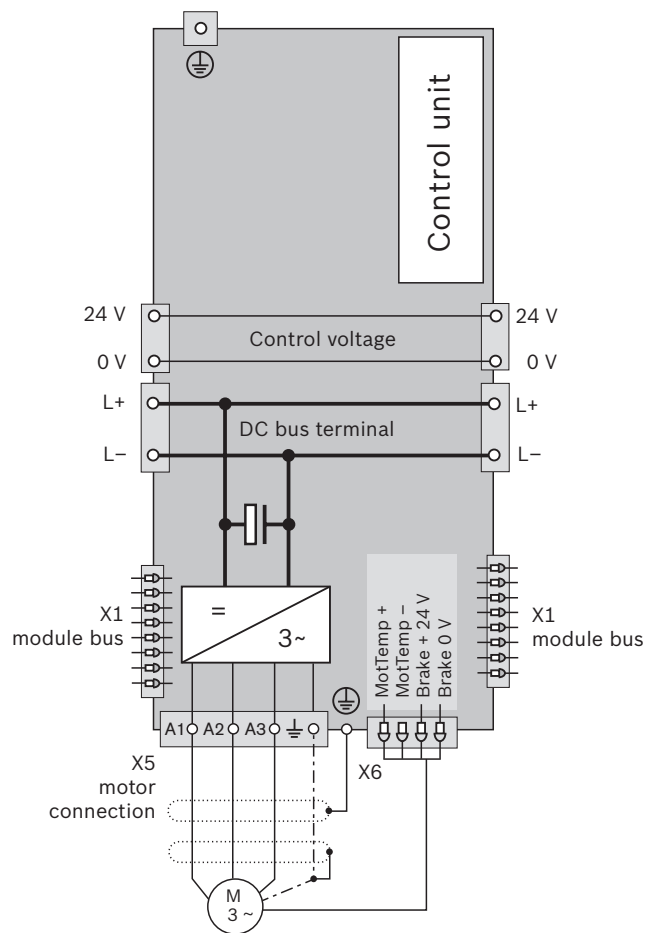 Control unit
24 V
24 V
Control voltage
0 V
0 V
L+
L+
DC bus terminal
L−
L−
=
3~
X1
module bus
MotTemp +
MotTemp −
Brake + 24 V
Brake 0 V
X1
module bus
A1
A2
A3
X5
motor
connection
X6
M
3 ~